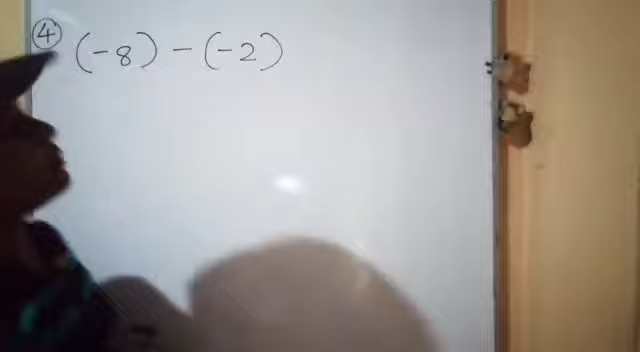 ④ (-8) - (-2)